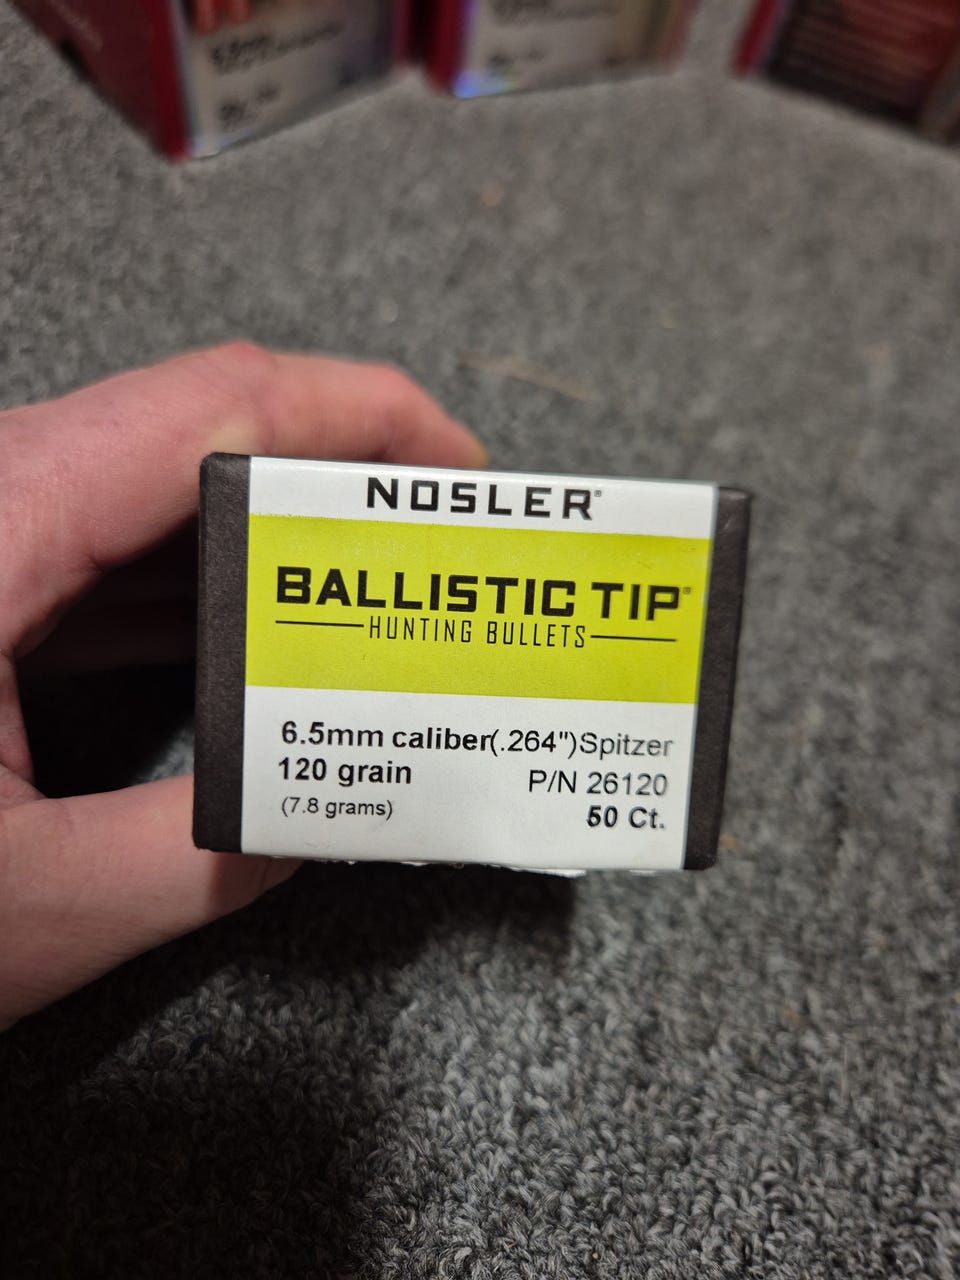 NOSLER®
BALLISTIC TIP®
HUNTING BULLETS
6.5mm caliber(.264")Spitzer
120 grain P/N 26120
(7.8 grams) 50 Ct.